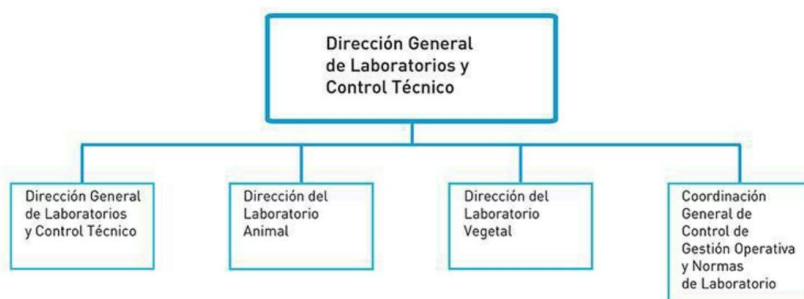 Dirección General
de Laboratorios y
Control Técnico
Dirección General
de Laboratorios
y Control Técnico
Dirección del
Laboratorio
Animal
Dirección del
Laboratorio
Vegetal
Coordinación
General de
Control de
Gestión Operativa
y Normas
de Laboratorio